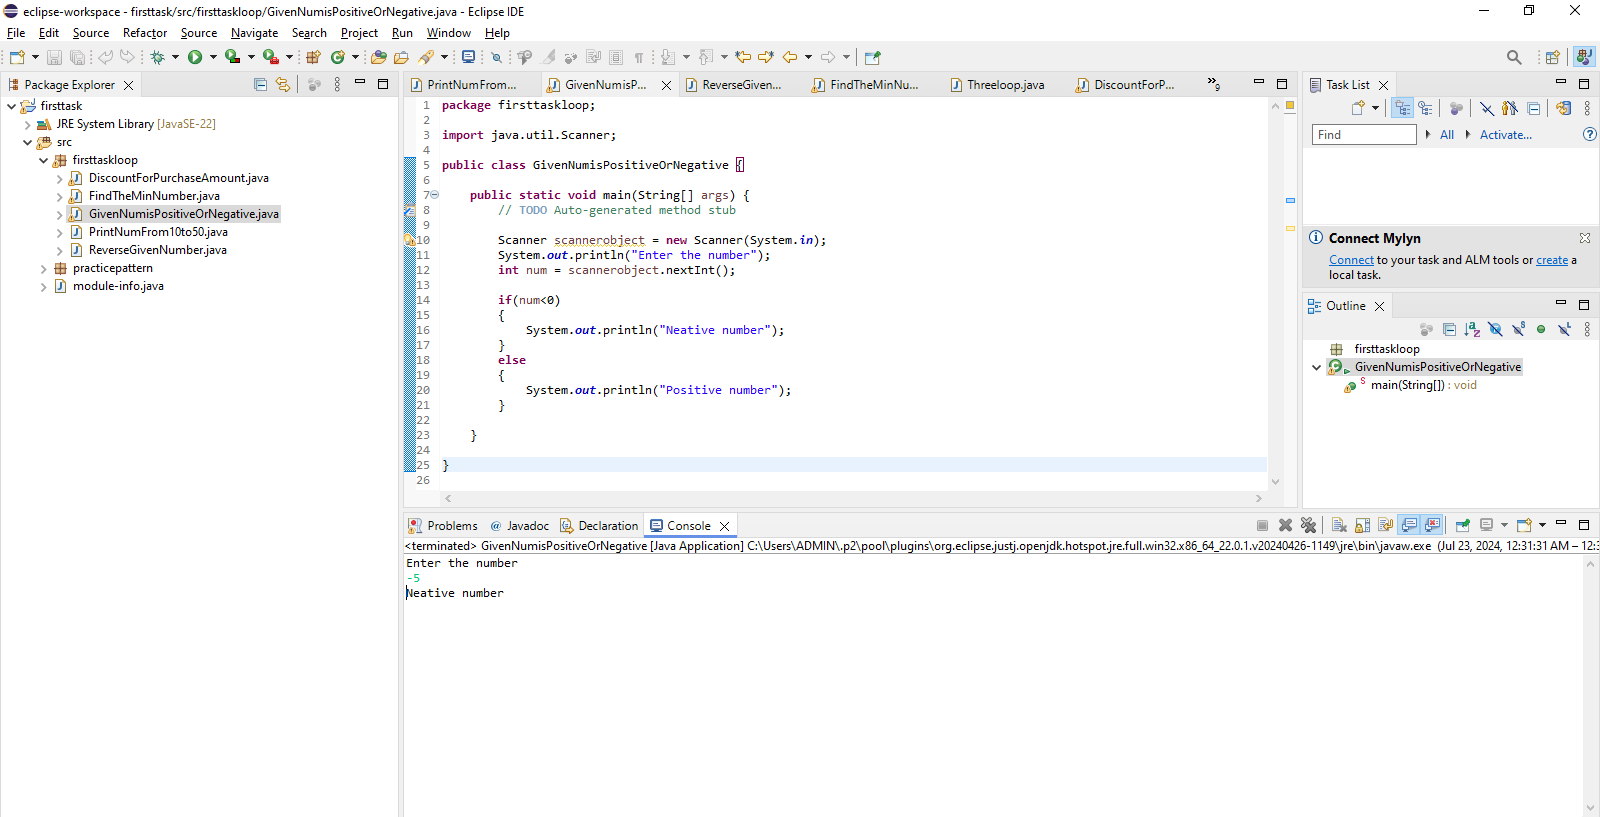 eclipse-workspace - firsttask/src/firsttaskloop/GivenNumisPositiveOrNegative.java - Eclipse IDE
File Edit Source Refactor Source Navigate Search Project Run Window Help
Package Explorer
firsttask
JRE System Library [JavaSE-22]
src
firsttaskloop
DiscountForPurchaseAmount.java
FindTheMinNumber.java
GivenNumisPositiveOrNegative.java
PrintNumFrom10to50.java
ReverseGivenNumber.java
practicepattern
module-info.java
PrintNumFrom... GivenNumisP... ReverseGiven... FindTheMinNu... Threeloop.java DiscountForP... »9
1 package firsttaskloop;
2
3 import java.util.Scanner;
4
5 public class GivenNumisPositiveOrNegative {
6
7 public static void main(String[] args) {
8 // TODO Auto-generated method stub
9
10 Scanner scannerobject = new Scanner(System.in);
11 System.out.println("Enter the number");
12 int num = scannerobject.nextInt();
13
14 if(num<0)
15 {
16 System.out.println("Neative number");
17 }
18 else
19 {
20 System.out.println("Positive number");
21 }
22
23 }
24
25 }
26
Task List
Find All Activate...
Connect Mylyn
Connect to your task and ALM tools or create a
local task.
Outline
firsttaskloop
GivenNumisPositiveOrNegative
main(String[]) : void
Problems @ Javadoc Declaration Console
<terminated> GivenNumisPositiveOrNegative [Java Application] C:\Users\ADMIN\.p2\pool\plugins\org.eclipse.justj.openjdk.hotspot.jre.full.win32.x86_64_22.0.1.v20240426-1149\jre\bin\javaw.exe (Jul 23, 2024, 12:31:31 AM – 12:3
Enter the number
-5
Neative number